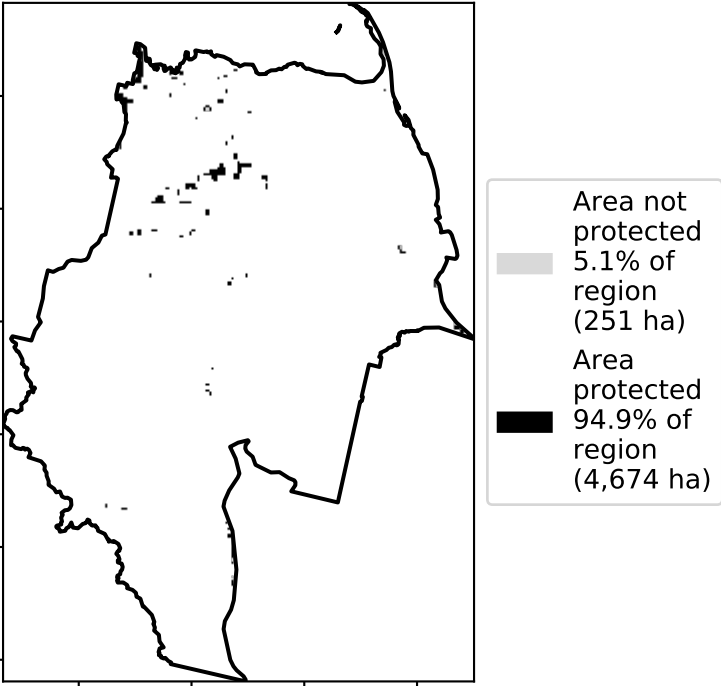 Area not
protected
5.1% of
region
(251 ha)
Area
protected
94.9% of
region
(4,674 ha)